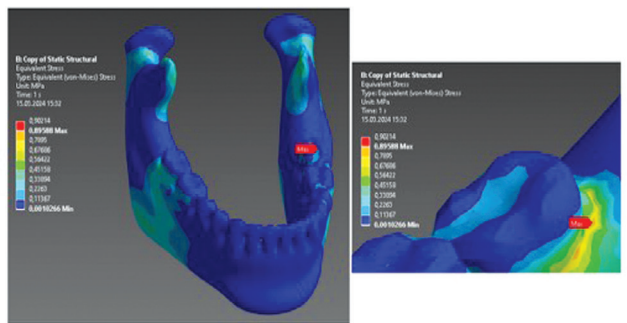 B: Copy of Static Structural
Equivalent Stress
Type: Equivalent (von-Mises) Stress
Unit: MPa
Time: 1 s
15.03.2024 15:32
0,90214
0,89588 Max
0,7895
0,67686
0,56422
0,45158
0,33894
0,2263
0,11367
0,0010266 Min
Max
B: Copy of Static Structural
Equivalent Stress
Type: Equivalent (von-Mises) Stress
Unit: MPa
Time: 1 s
15.03.2024 15:32
0,90214
0,89588 Max
0,7895
0,67686
0,56422
0,45158
0,33894
0,2263
0,11367
0,0010266 Min
Max